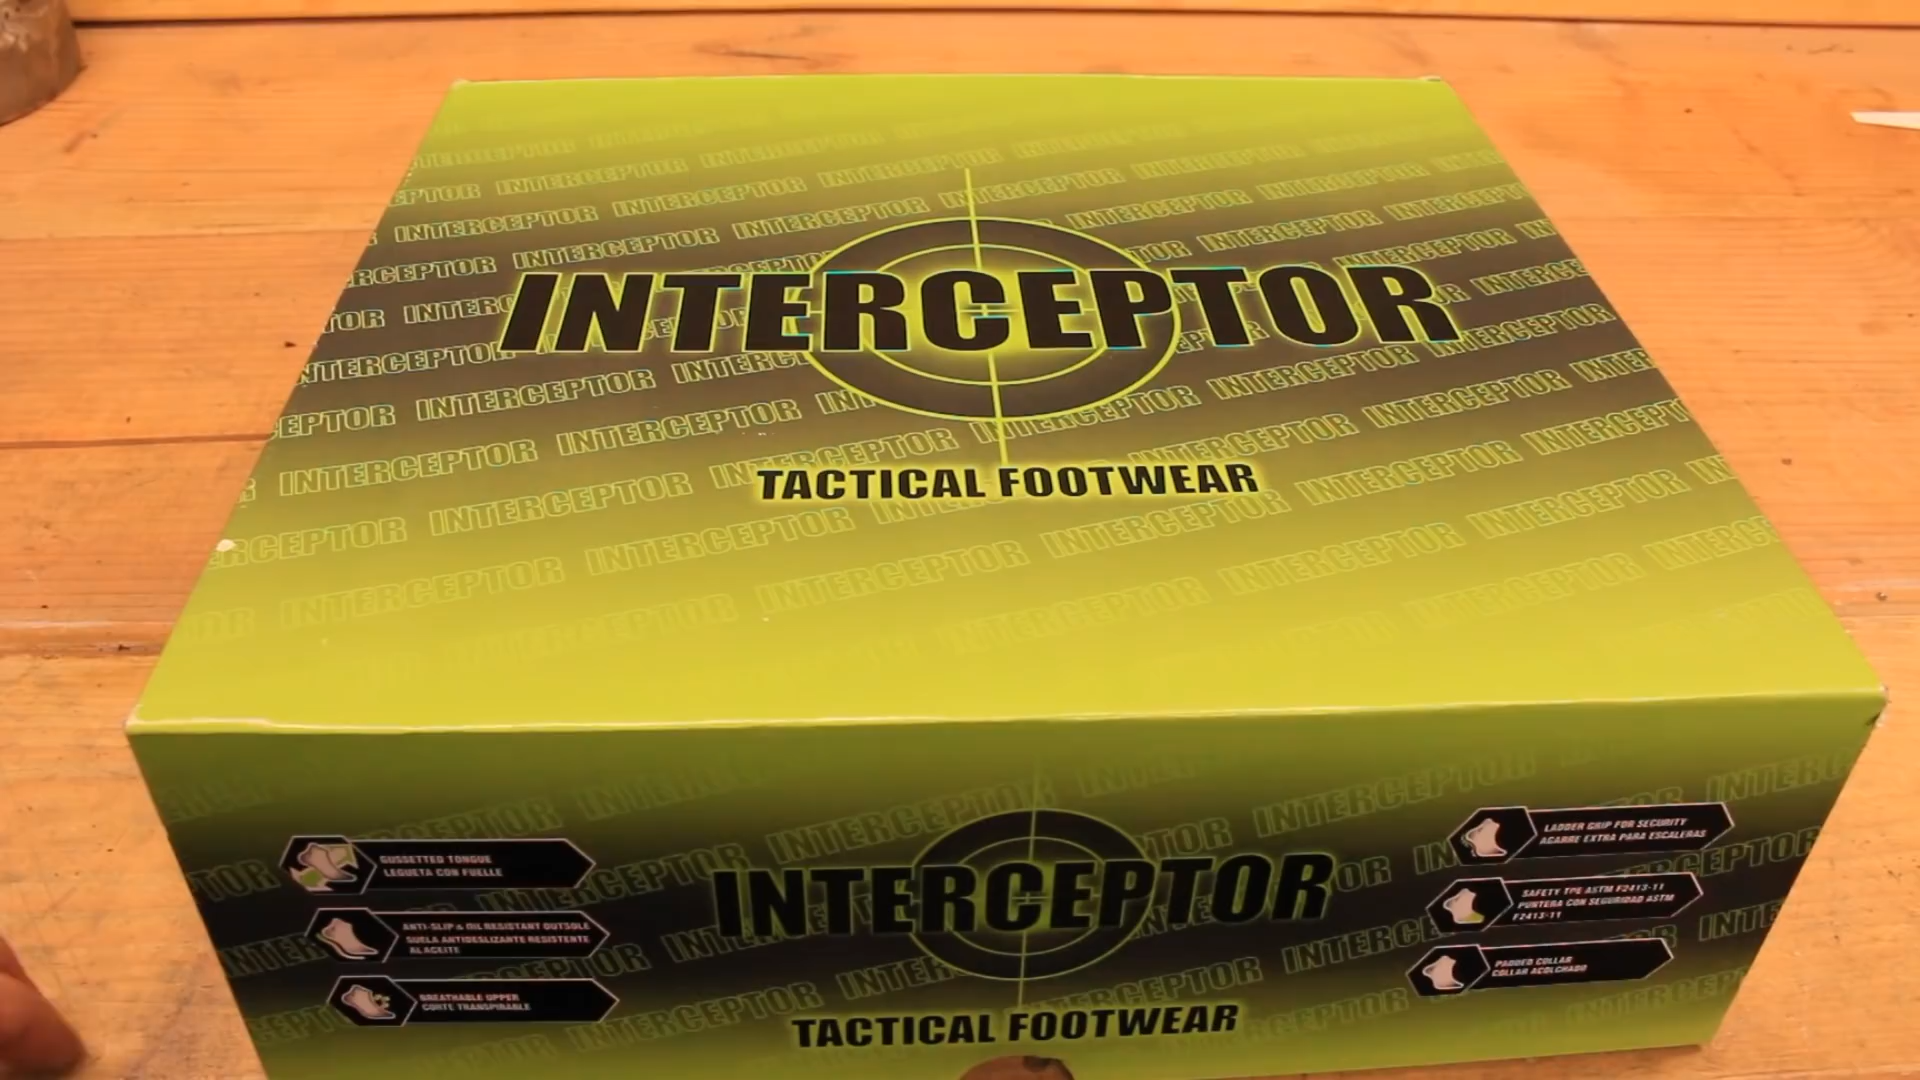 INTERCEPTOR
TACTICAL FOOTWEAR
INTERCEPTOR
TACTICAL FOOTWEAR
GUSSETTED TONGUE
LEGUETA CON FUELLE
ANTI-SLIP & OIL RESISTANT OUTSOLE
SUELA ANTIDESLIZANTE RESISTENTE
AL ACEITE
BREATHABLE UPPER
CORTE TRANSPIRABLE
LADDER GRIP FOR SECURITY
AGARRE EXTRA PARA ESCALERAS
SAFETY TOE ASTM F2413-11
PUNTERA CON SEGURIDAD ASTM
F2413-11
PADDED COLLAR
COLLAR ACOLCHADO